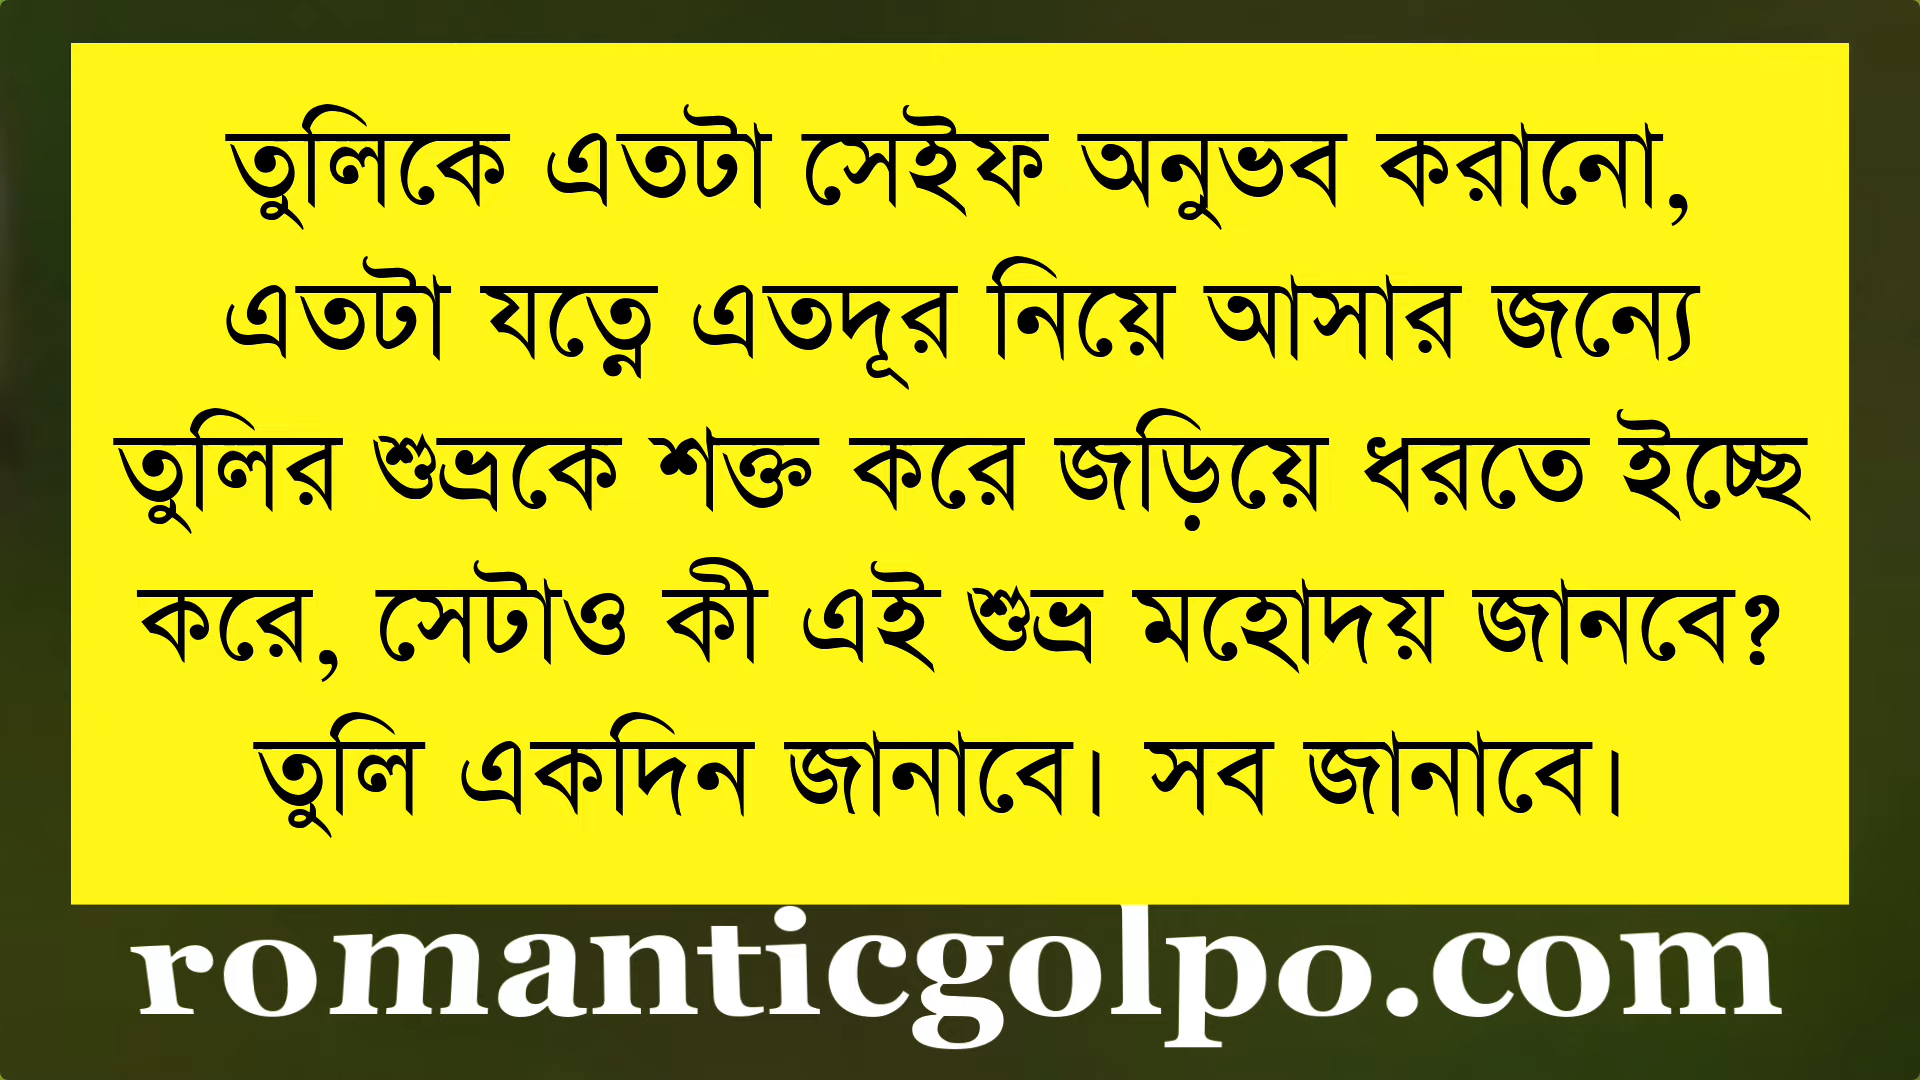 তুলিকে এতটা সেইফ অনুভব করানো,
এতটা যত্নে এতদূর নিয়ে আসার জন্যে
তুলির শুভ্রকে শক্ত করে জড়িয়ে ধরতে ইচ্ছে
করে, সেটাও কী এই শুভ্র মহোদয় জানবে?
তুলি একদিন জানাবে। সব জানাবে।
romanticgolpo.com